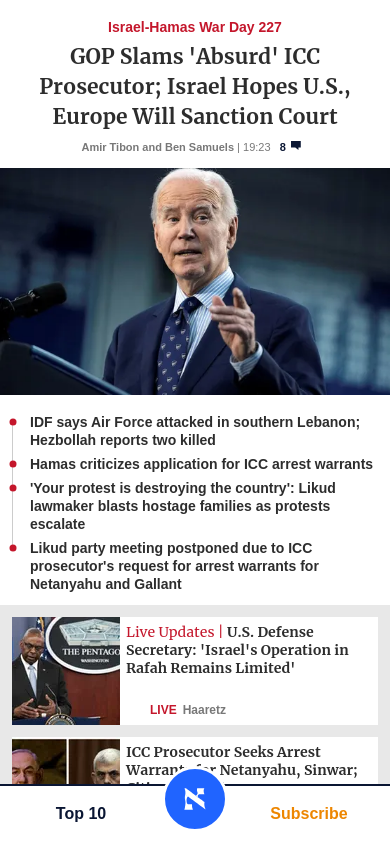 Israel-Hamas War Day 227
GOP Slams 'Absurd' ICC
Prosecutor; Israel Hopes U.S.,
Europe Will Sanction Court
Amir Tibon and Ben Samuels | 19:23 8
IDF says Air Force attacked in southern Lebanon;
Hezbollah reports two killed
Hamas criticizes application for ICC arrest warrants
'Your protest is destroying the country': Likud
lawmaker blasts hostage families as protests
escalate
Likud party meeting postponed due to ICC
prosecutor's request for arrest warrants for
Netanyahu and Gallant
THE PENTAGO
WASHINGTON
Live Updates | U.S. Defense
Secretary: 'Israel's Operation in
Rafah Remains Limited'
LIVE Haaretz
ICC Prosecutor Seeks Arrest
Netanyahu, Sinwar;
Top 10
Subscribe